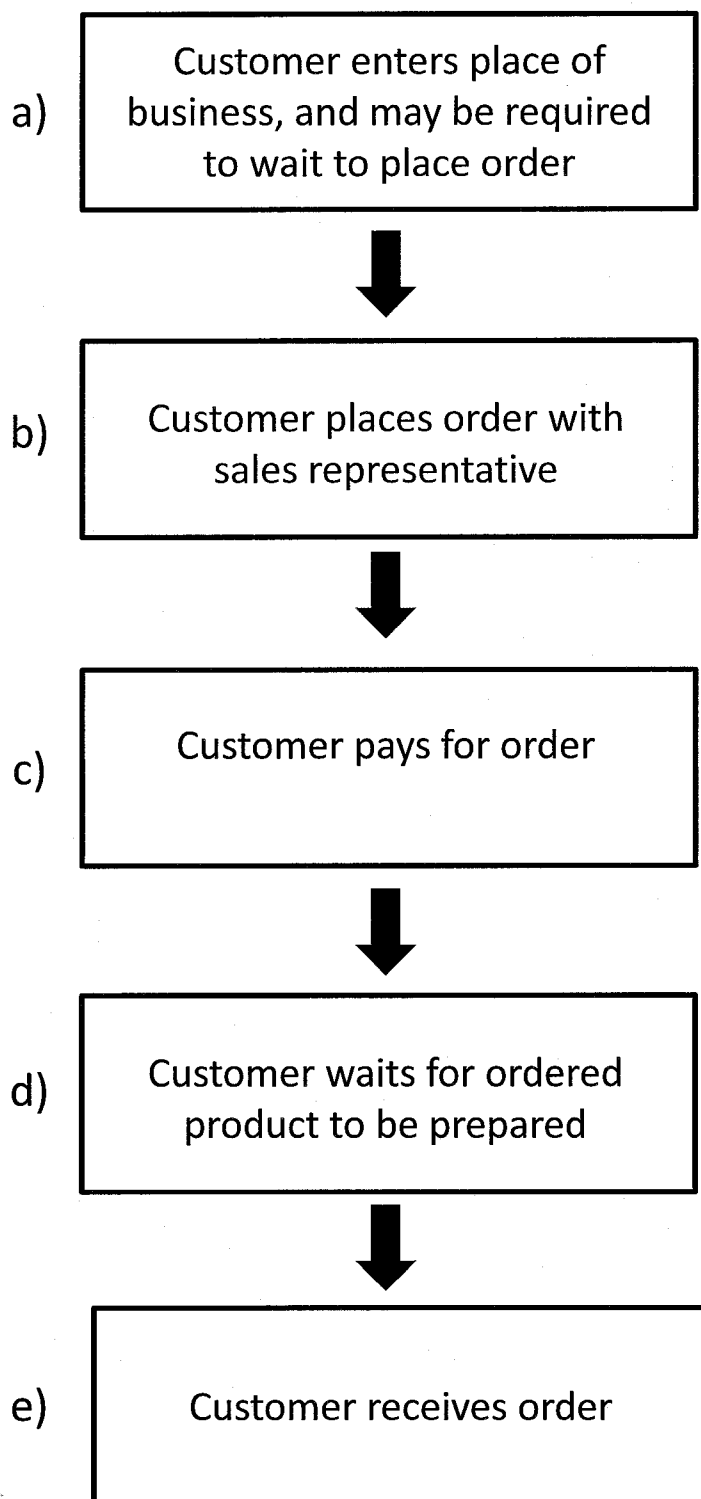 a)
Customer enters place of
business, and may be required
to wait to place order
b)
Customer places order with
sales representative
c)
Customer pays for order
d)
Customer waits for ordered
product to be prepared
e)
Customer receives order